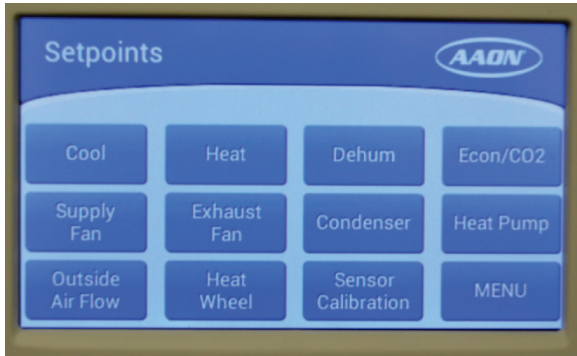 Setpoints
AAON
Cool
Heat
Dehum
Econ/CO2
Supply
Fan
Exhaust
Fan
Condenser
Heat Pump
Outside
Air Flow
Heat
Wheel
Sensor
Calibration
MENU